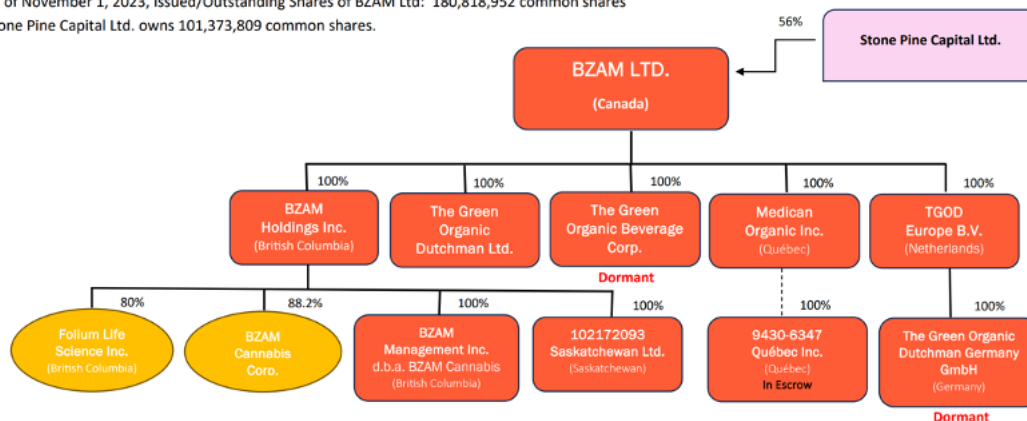 of November 1, 2023, Issued/Outstanding Shares of BZAM Ltd: 180,818,952 common shares
one Pine Capital Ltd. owns 101,373,809 common shares.
56%
Stone Pine Capital Ltd.
BZAM LTD.
(Canada)
100%
100%
100%
100%
100%
BZAM
Holdings Inc.
(British Columbia)
The Green
Organic
Dutchman Ltd.
The Green
Organic Beverage
Corp.
Dormant
Medican
Organic Inc.
(Québec)
TGOD
Europe B.V.
(Netherlands)
80%
88.2%
100%
100%
100%
100%
Folium Life
Science Inc.
(British Columbia)
BZAM
Cannabis
Corp.
BZAM
Management Inc.
d.b.a. BZAM Cannabis
(British Columbia)
102172093
Saskatchewan Ltd.
(Saskatchewan)
9430-6347
Québec Inc.
(Québec)
In Escrow
The Green Organic
Dutchman Germany
GmbH
(Germany)
Dormant